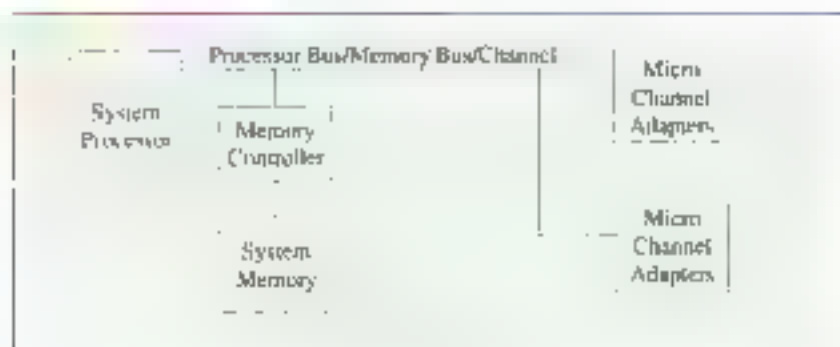 Processor Bus/Memory Bus/Channel
System
Processor
Memory
Controller
System
Memory
Micro
Channel
Adapters
Micro
Channel
Adapters